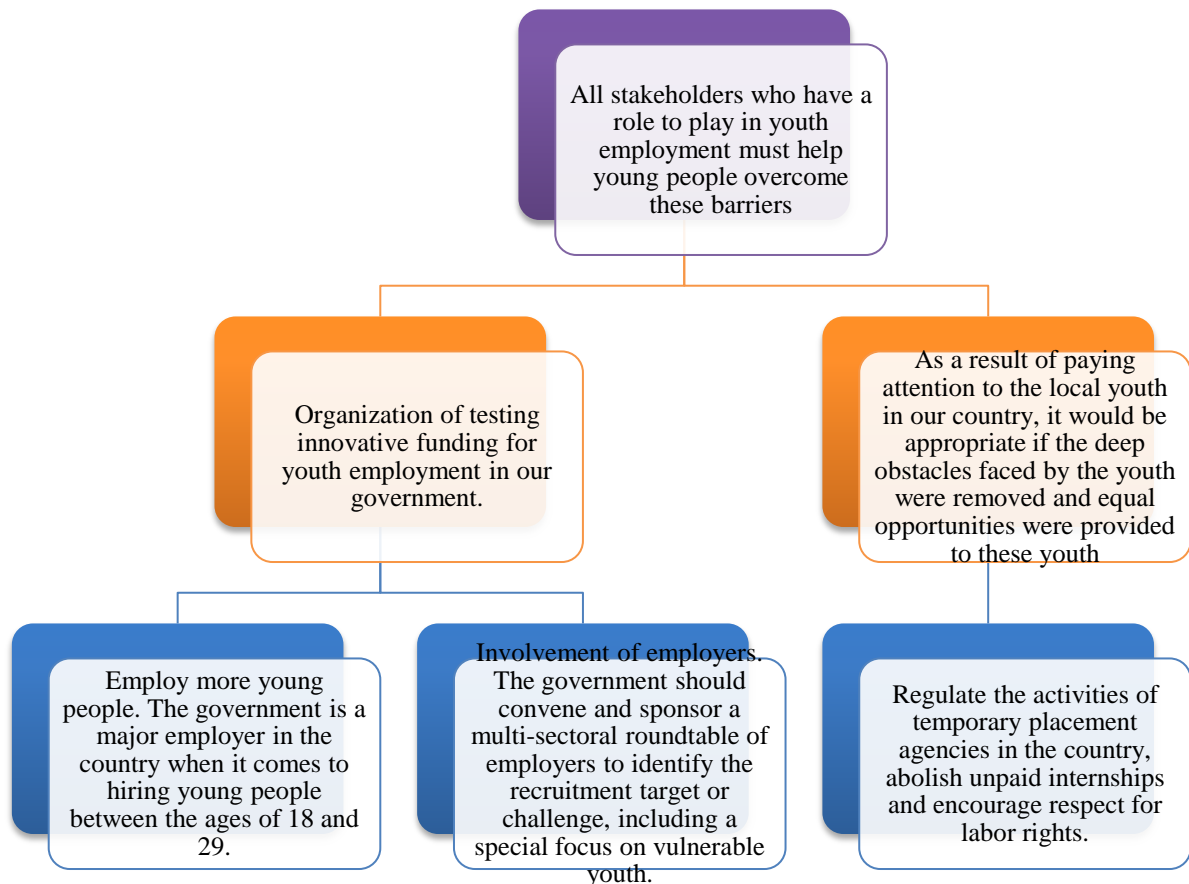 All stakeholders who have a
role to play in youth
employment must help
young people overcome
these barriers
Organization of testing
innovative funding for
youth employment in our
government.
As a result of paying
attention to the local youth
in our country, it would be
appropriate if the deep
obstacles faced by the youth
were removed and equal
opportunities were provided
to these youth
Employ more young
people. The government is a
major employer in the
country when it comes to
hiring young people
between the ages of 18 and
29.
Involvement of employers.
The government should
convene and sponsor a
multi-sectoral roundtable of
employers to identify the
recruitment target or
challenge, including a
special focus on vulnerable
youth.
Regulate the activities of
temporary placement
agencies in the country,
abolish unpaid internships
and encourage respect for
labor rights.